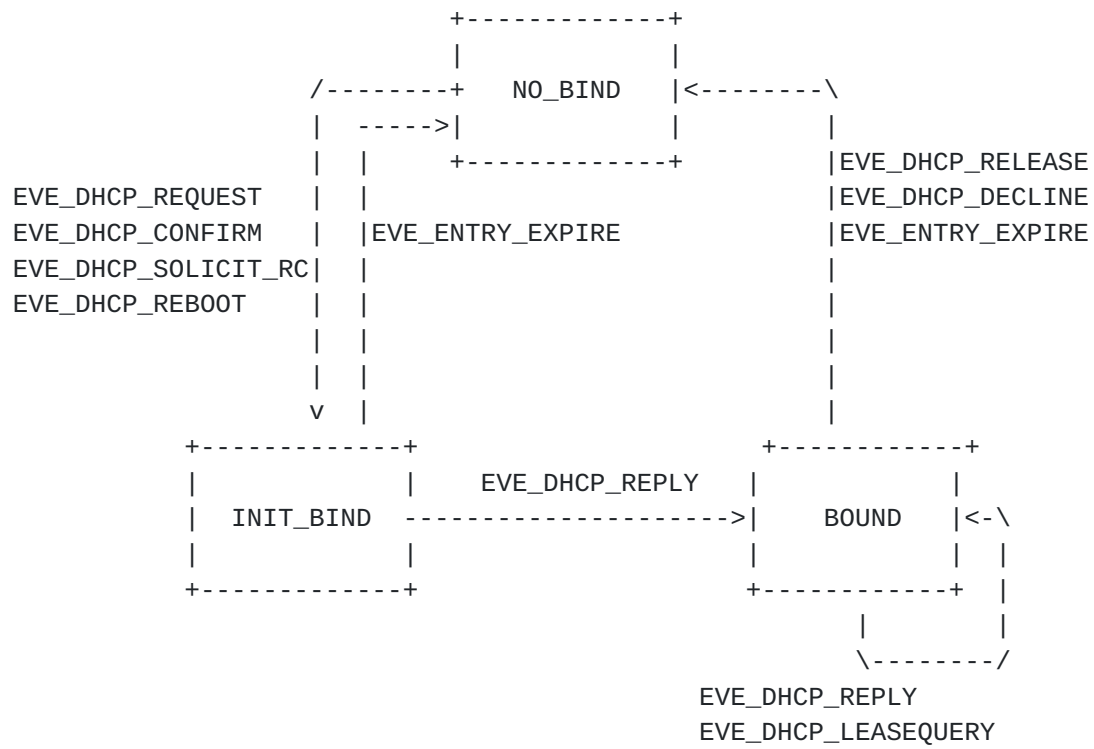 NO_BIND
EVE_DHCP_RELEASE
EVE_DHCP_REQUEST EVE_DHCP_DECLINE
EVE_DHCP_CONFIRM EVE_ENTRY_EXPIRE EVE_ENTRY_EXPIRE
EVE_DHCP_SOLICIT_RC
EVE_DHCP_REBOOT
v
EVE_DHCP_REPLY
INIT_BIND BOUND
EVE_DHCP_REPLY
EVE_DHCP_LEASEQUERY